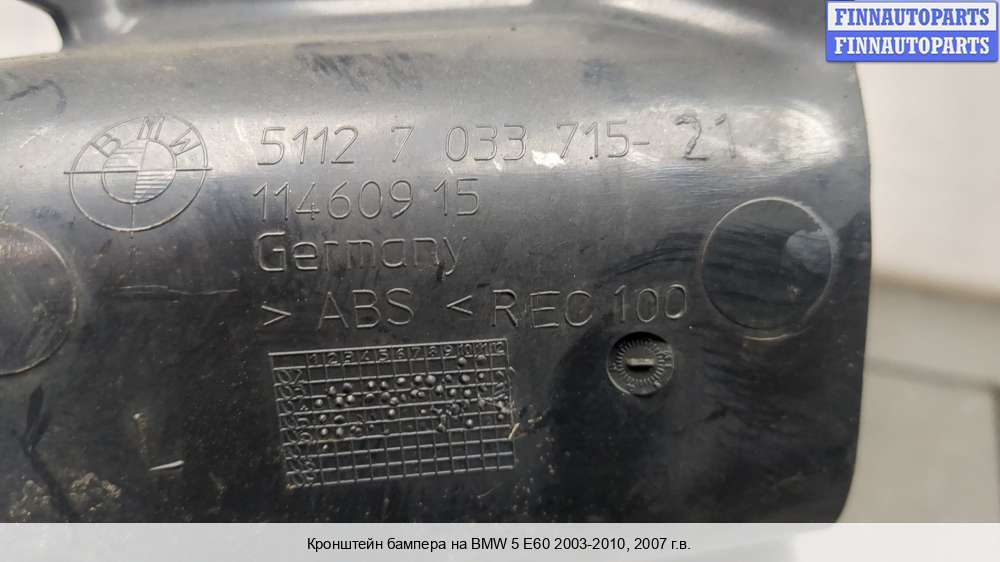 FINNAUTOPARTS
FINNAUTOPARTS
BMW
5112 7 033 715- 21
114609 15
Germany
> ABS < REC 100
1 2 3 4 5 6 7 8 9 10 11 12
Кронштейн бампера на BMW 5 E60 2003-2010, 2007 г.в.